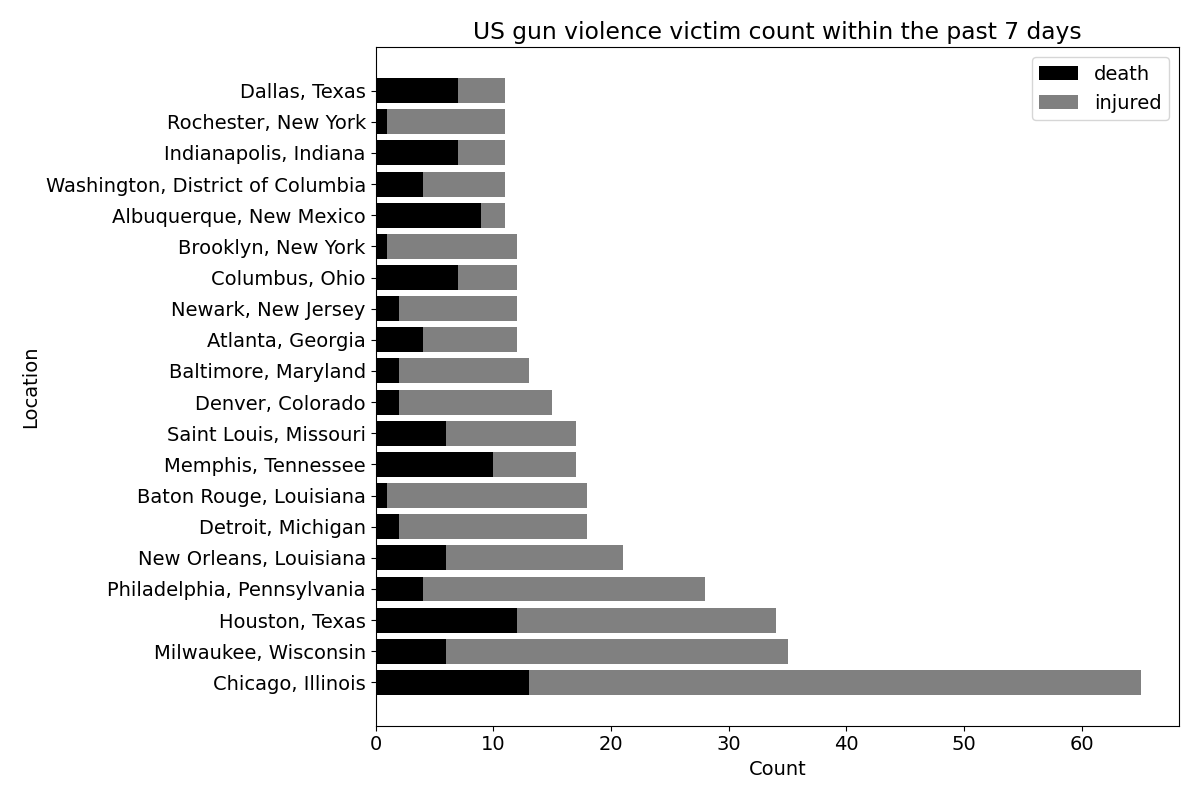 US gun violence victim count within the past 7 days
death
injured
Location
Dallas, Texas
Rochester, New York
Indianapolis, Indiana
Washington, District of Columbia
Albuquerque, New Mexico
Brooklyn, New York
Columbus, Ohio
Newark, New Jersey
Atlanta, Georgia
Baltimore, Maryland
Denver, Colorado
Saint Louis, Missouri
Memphis, Tennessee
Baton Rouge, Louisiana
Detroit, Michigan
New Orleans, Louisiana
Philadelphia, Pennsylvania
Houston, Texas
Milwaukee, Wisconsin
Chicago, Illinois
0 10 20 30 40 50 60
Count